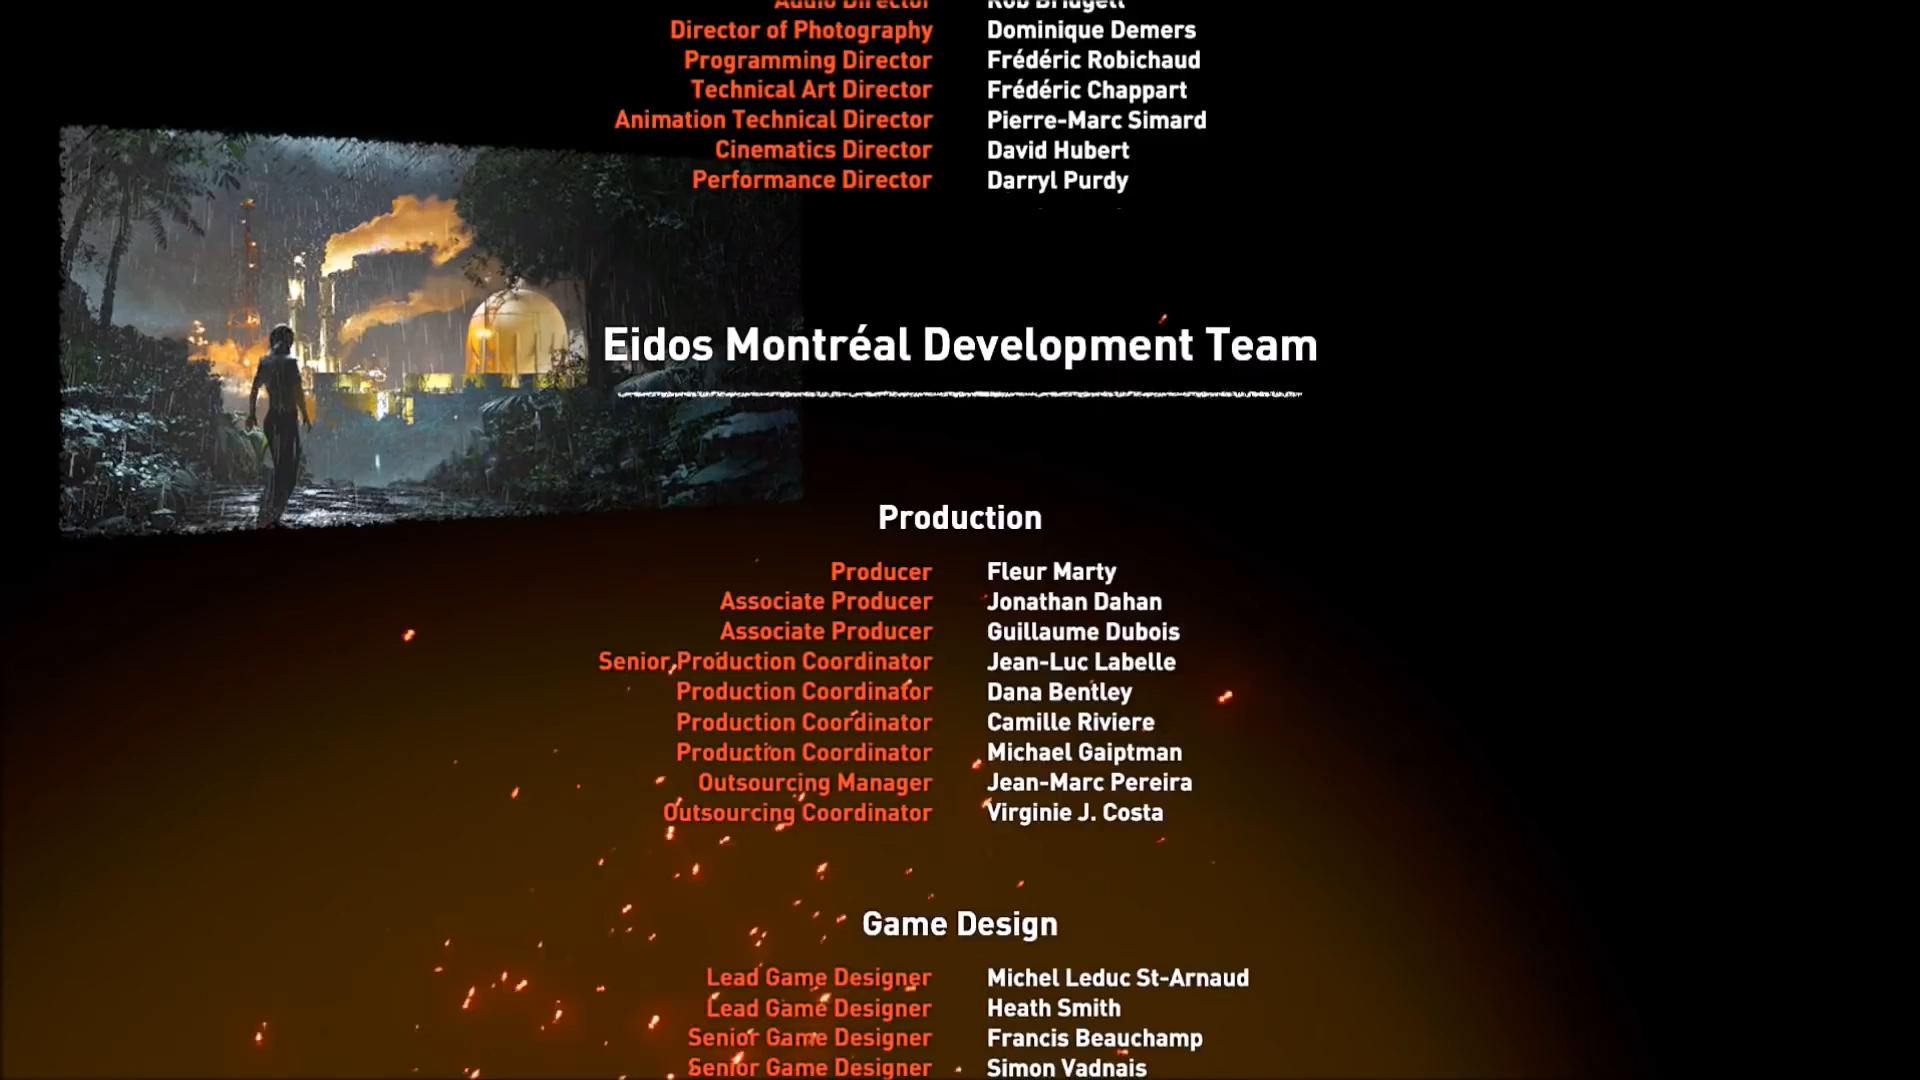 Audio Director Rob Bridgett
Director of Photography Dominique Demers
Programming Director Frédéric Robichaud
Technical Art Director Frédéric Chappart
Animation Technical Director Pierre-Marc Simard
Cinematics Director David Hubert
Performance Director Darryl Purdy
Eidos Montréal Development Team
Production
Producer Fleur Marty
Associate Producer Jonathan Dahan
Associate Producer Guillaume Dubois
Senior Production Coordinator Jean-Luc Labelle
Production Coordinator Dana Bentley
Production Coordinator Camille Riviere
Production Coordinator Michael Gaiptman
Outsourcing Manager Jean-Marc Pereira
Outsourcing Coordinator Virginie J. Costa
Game Design
Lead Game Designer Michel Leduc St-Arnaud
Lead Game Designer Heath Smith
Senior Game Designer Francis Beauchamp
Senior Game Designer Simon Vadnais